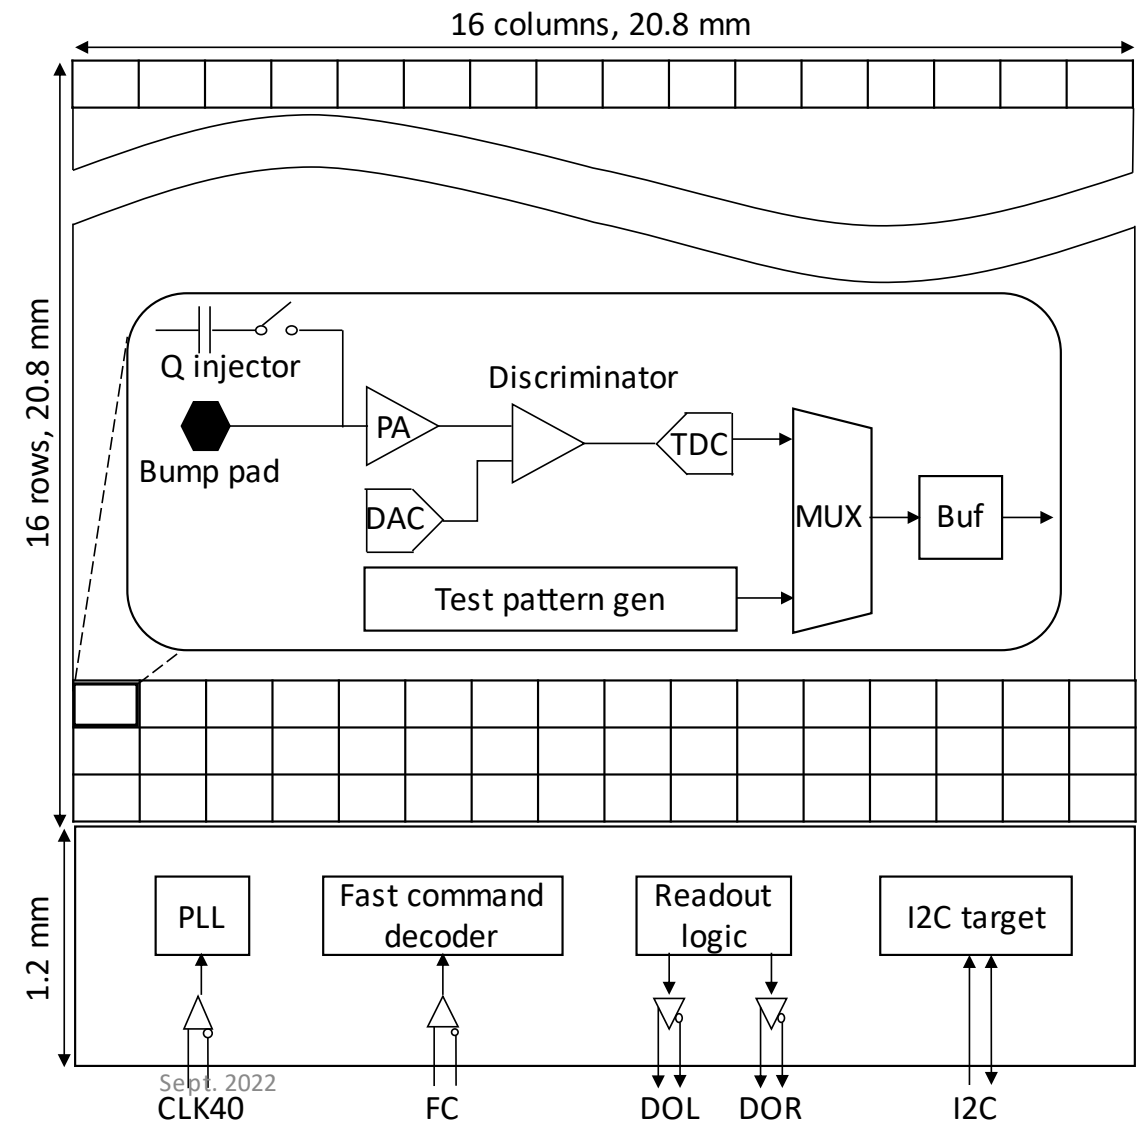 16 columns, 20.8 mm
16 rows, 20.8 mm
Q injector
Bump pad
PA
DAC
Discriminator
TDC
MUX
Buf
Test pattern gen
1.2 mm
PLL
Fast command
decoder
Readout
logic
I2C target
Sept. 2022
CLK40
FC
DOL
DOR
I2C